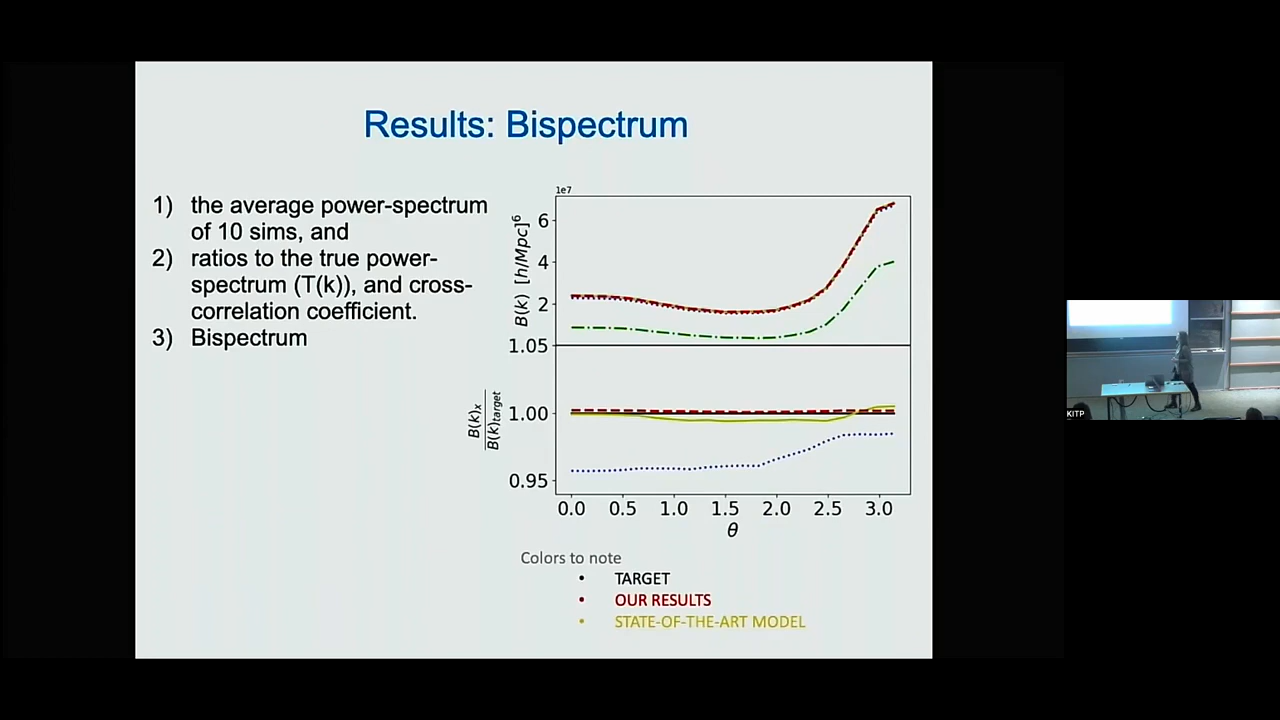 Results: Bispectrum
1) the average power-spectrum
of 10 sims, and
2) ratios to the true power-
spectrum (T(k)), and cross-
correlation coefficient.
3) Bispectrum
1e7
B(k) [h/Mpc]^6
6
4
2
1.05
1.00
0.95
B(k)x
B(k)target
0.0 0.5 1.0 1.5 2.0 2.5 3.0
θ
Colors to note
• TARGET
• OUR RESULTS
• STATE-OF-THE-ART MODEL
KITP